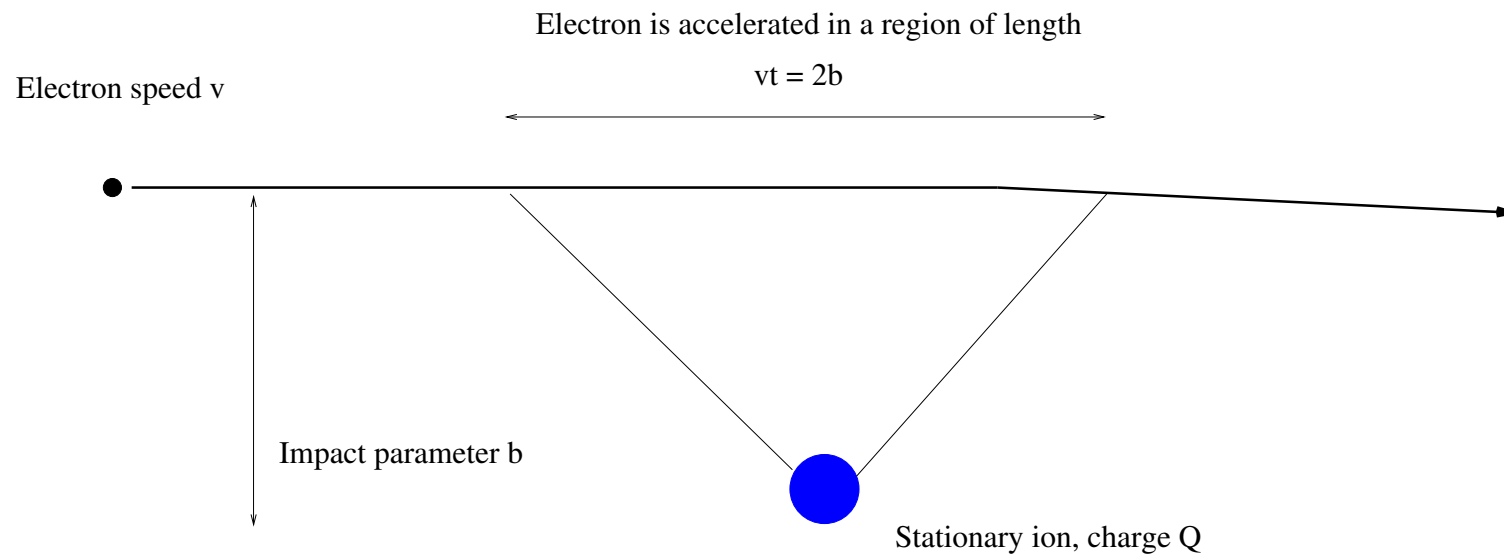 Electron is accelerated in a region of length
vt = 2b
Electron speed v
Impact parameter b
Stationary ion, charge Q